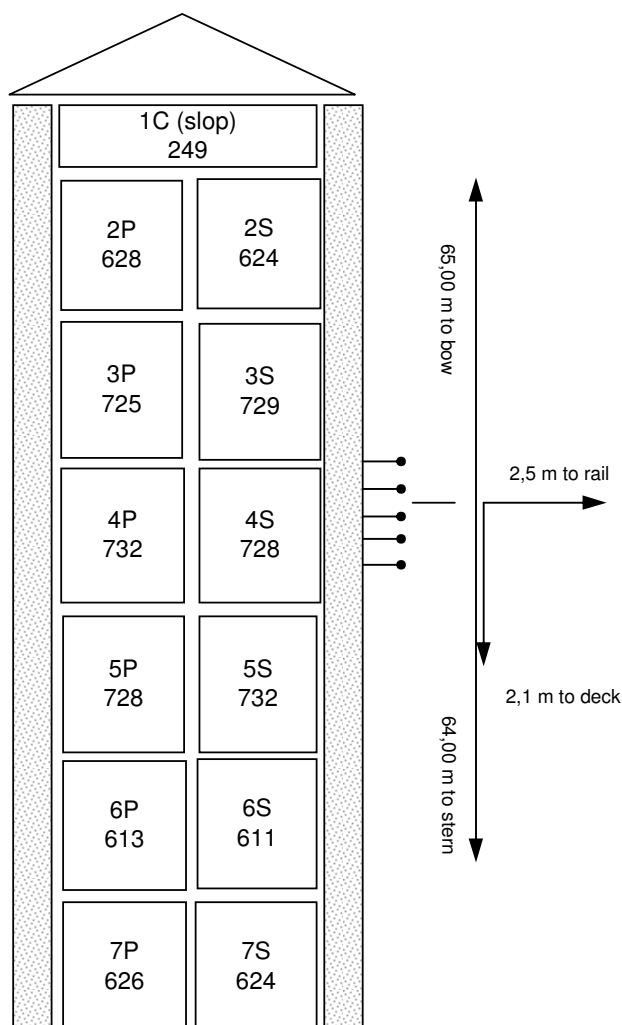 1C (slop)
249
2P
628
2S
624
3P
725
3S
729
4P
732
4S
728
5P
728
5S
732
6P
613
6S
611
7P
626
7S
624
65,00 m to bow
2,5 m to rail
2,1 m to deck
64,00 m to stern